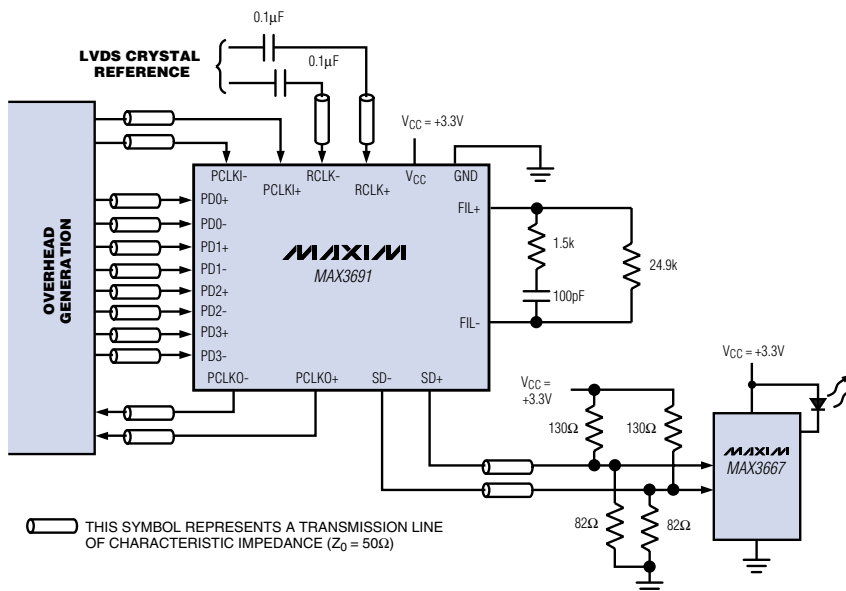 0.1µF
LVDS CRYSTAL
REFERENCE
0.1µF
VCC = +3.3V
PCLKI-
PCLKI+
RCLK-
RCLK+
VCC
GND
OVERHEAD
GENERATION
PD0+
PD0-
PD1+
PD1-
PD2+
PD2-
PD3+
PD3-
MAXIM
MAX3691
FIL+
FIL-
1.5k
100pF
24.9k
PCLKO-
PCLKO+
SD-
SD+
VCC =
+3.3V
130Ω
130Ω
VCC = +3.3V
MAXIM
MAX3667
82Ω
82Ω
THIS SYMBOL REPRESENTS A TRANSMISSION LINE
OF CHARACTERISTIC IMPEDANCE (Z0 = 50Ω)